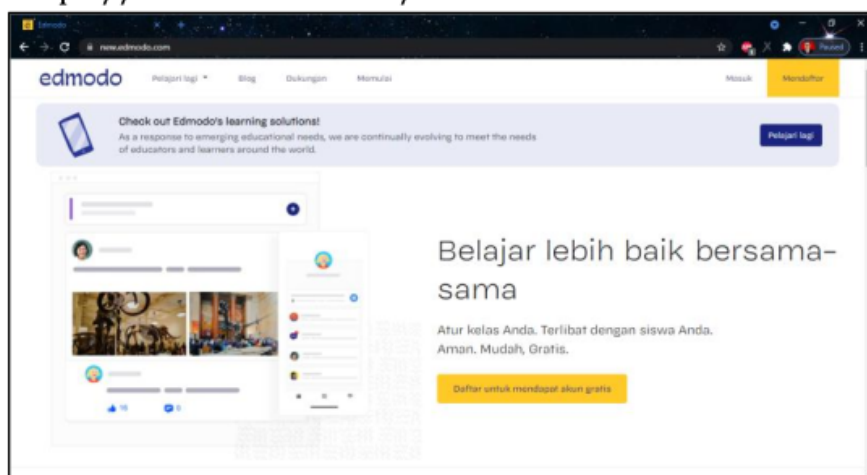 Edmodo
new.edmodo.com
Paused
edmodo
Pelajari lagi
Blog
Dukungan
Memulai
Masuk
Mendaftar
Check out Edmodo's learning solutions!
As a response to emerging educational needs, we are continually evolving to meet the needs
of educators and learners around the world.
Pelajari lagi
Belajar lebih baik bersama-
sama
Atur kelas Anda. Terlibat dengan siswa Anda.
Aman. Mudah, Gratis.
Daftar untuk mendapat akun gratis